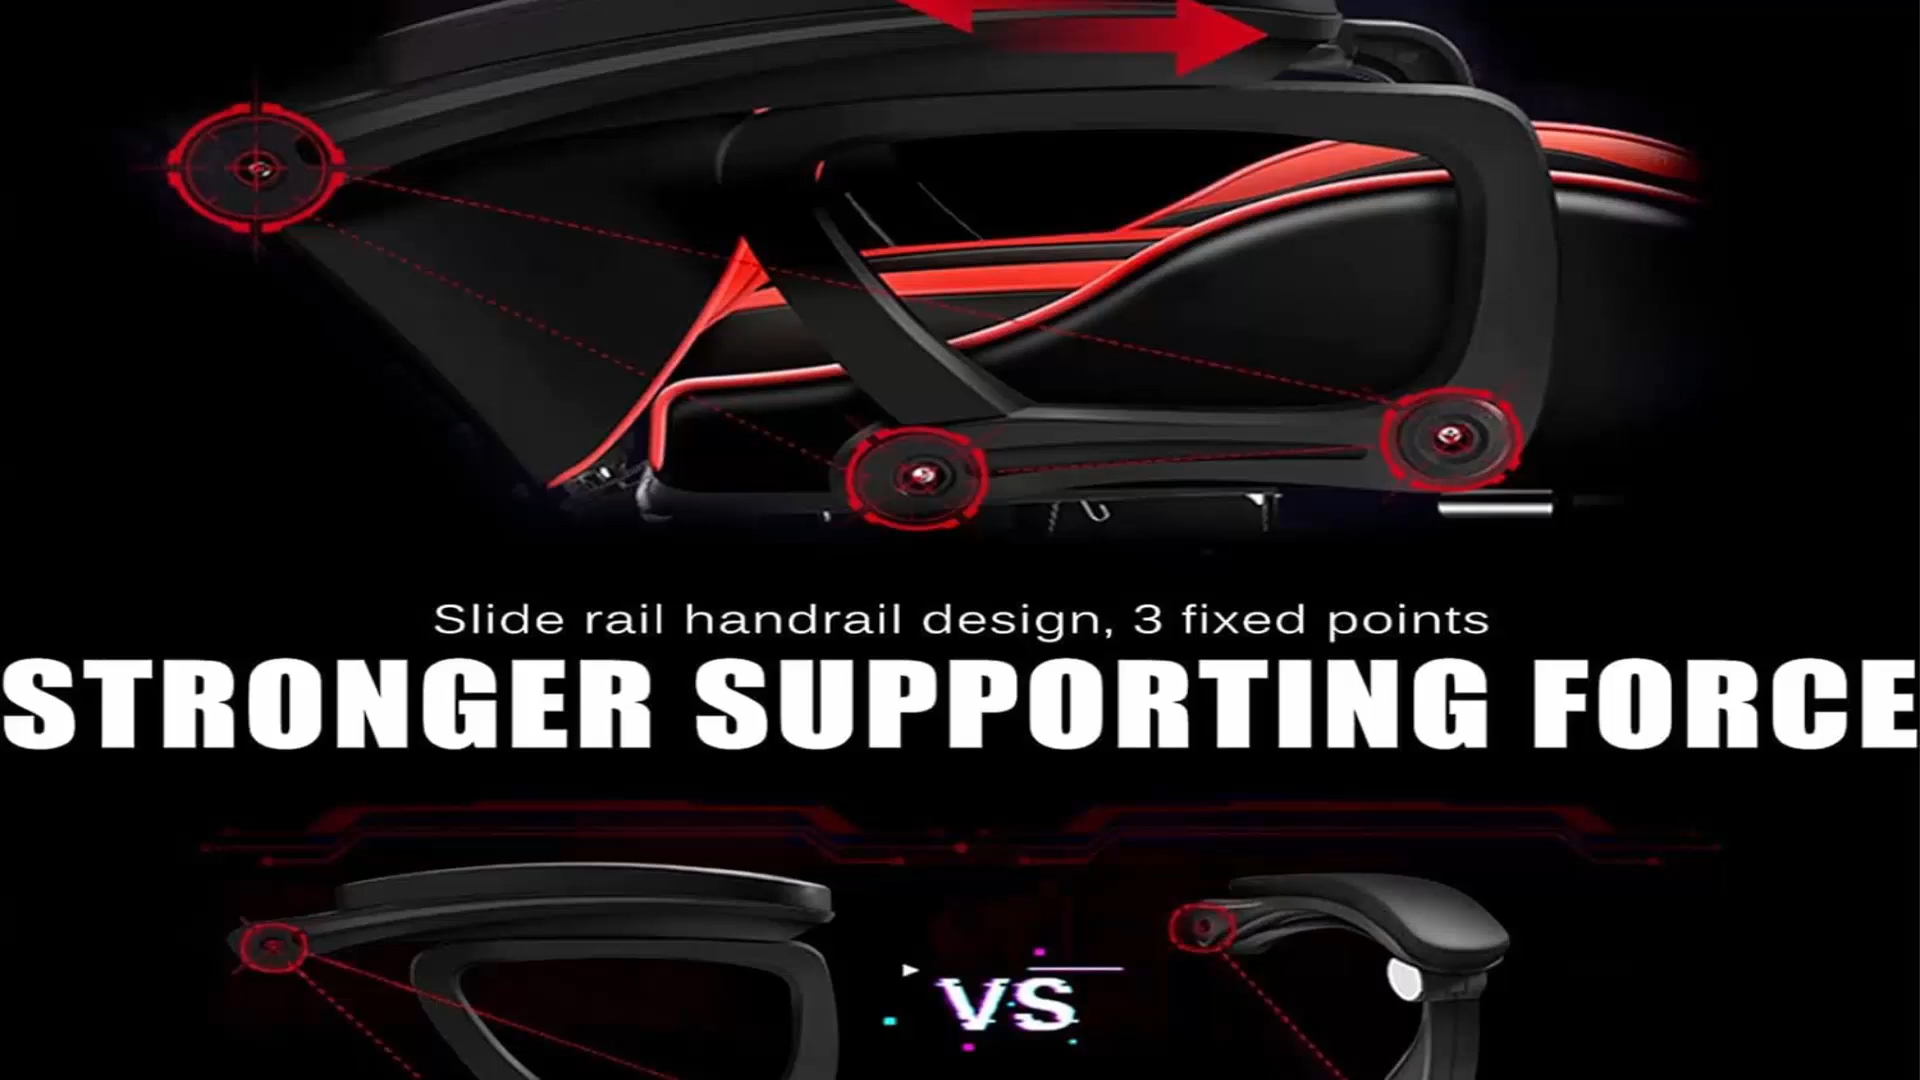 Slide rail handrail design, 3 fixed points
STRONGER SUPPORTING FORCE
VS